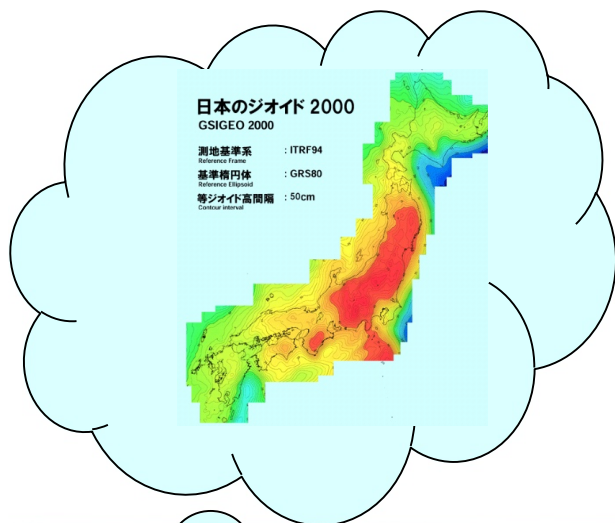 日本のジオイド 2000
GSIGEO 2000
測地基準系 : ITRF94
Reference Frame
基準楕円体 : GRS80
Reference Ellipsoid
等ジオイド高間隔 : 50cm
Contour interval